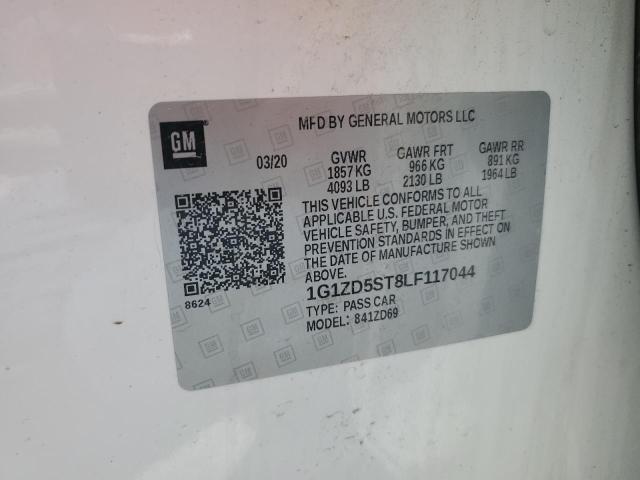 GM
MFD BY GENERAL MOTORS LLC
03/20 GVWR GAWR FRT GAWR RR
1857 KG 966 KG 891 KG
4093 LB 2130 LB 1964 LB
THIS VEHICLE CONFORMS TO ALL
APPLICABLE U.S. FEDERAL MOTOR
VEHICLE SAFETY, BUMPER, AND THEFT
PREVENTION STANDARDS IN EFFECT ON
THE DATE OF MANUFACTURE SHOWN
ABOVE.
8624
1G1ZD5ST8LF117044
TYPE: PASS CAR
MODEL: 841ZD69